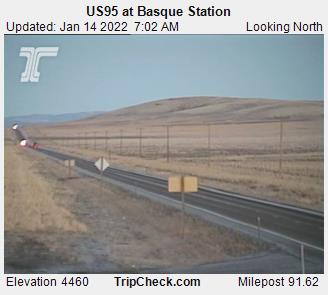 US95 at Basque Station
Updated: Jan 14 2022 7:02 AM Looking North
Elevation 4460 TripCheck.com Milepost 91.62